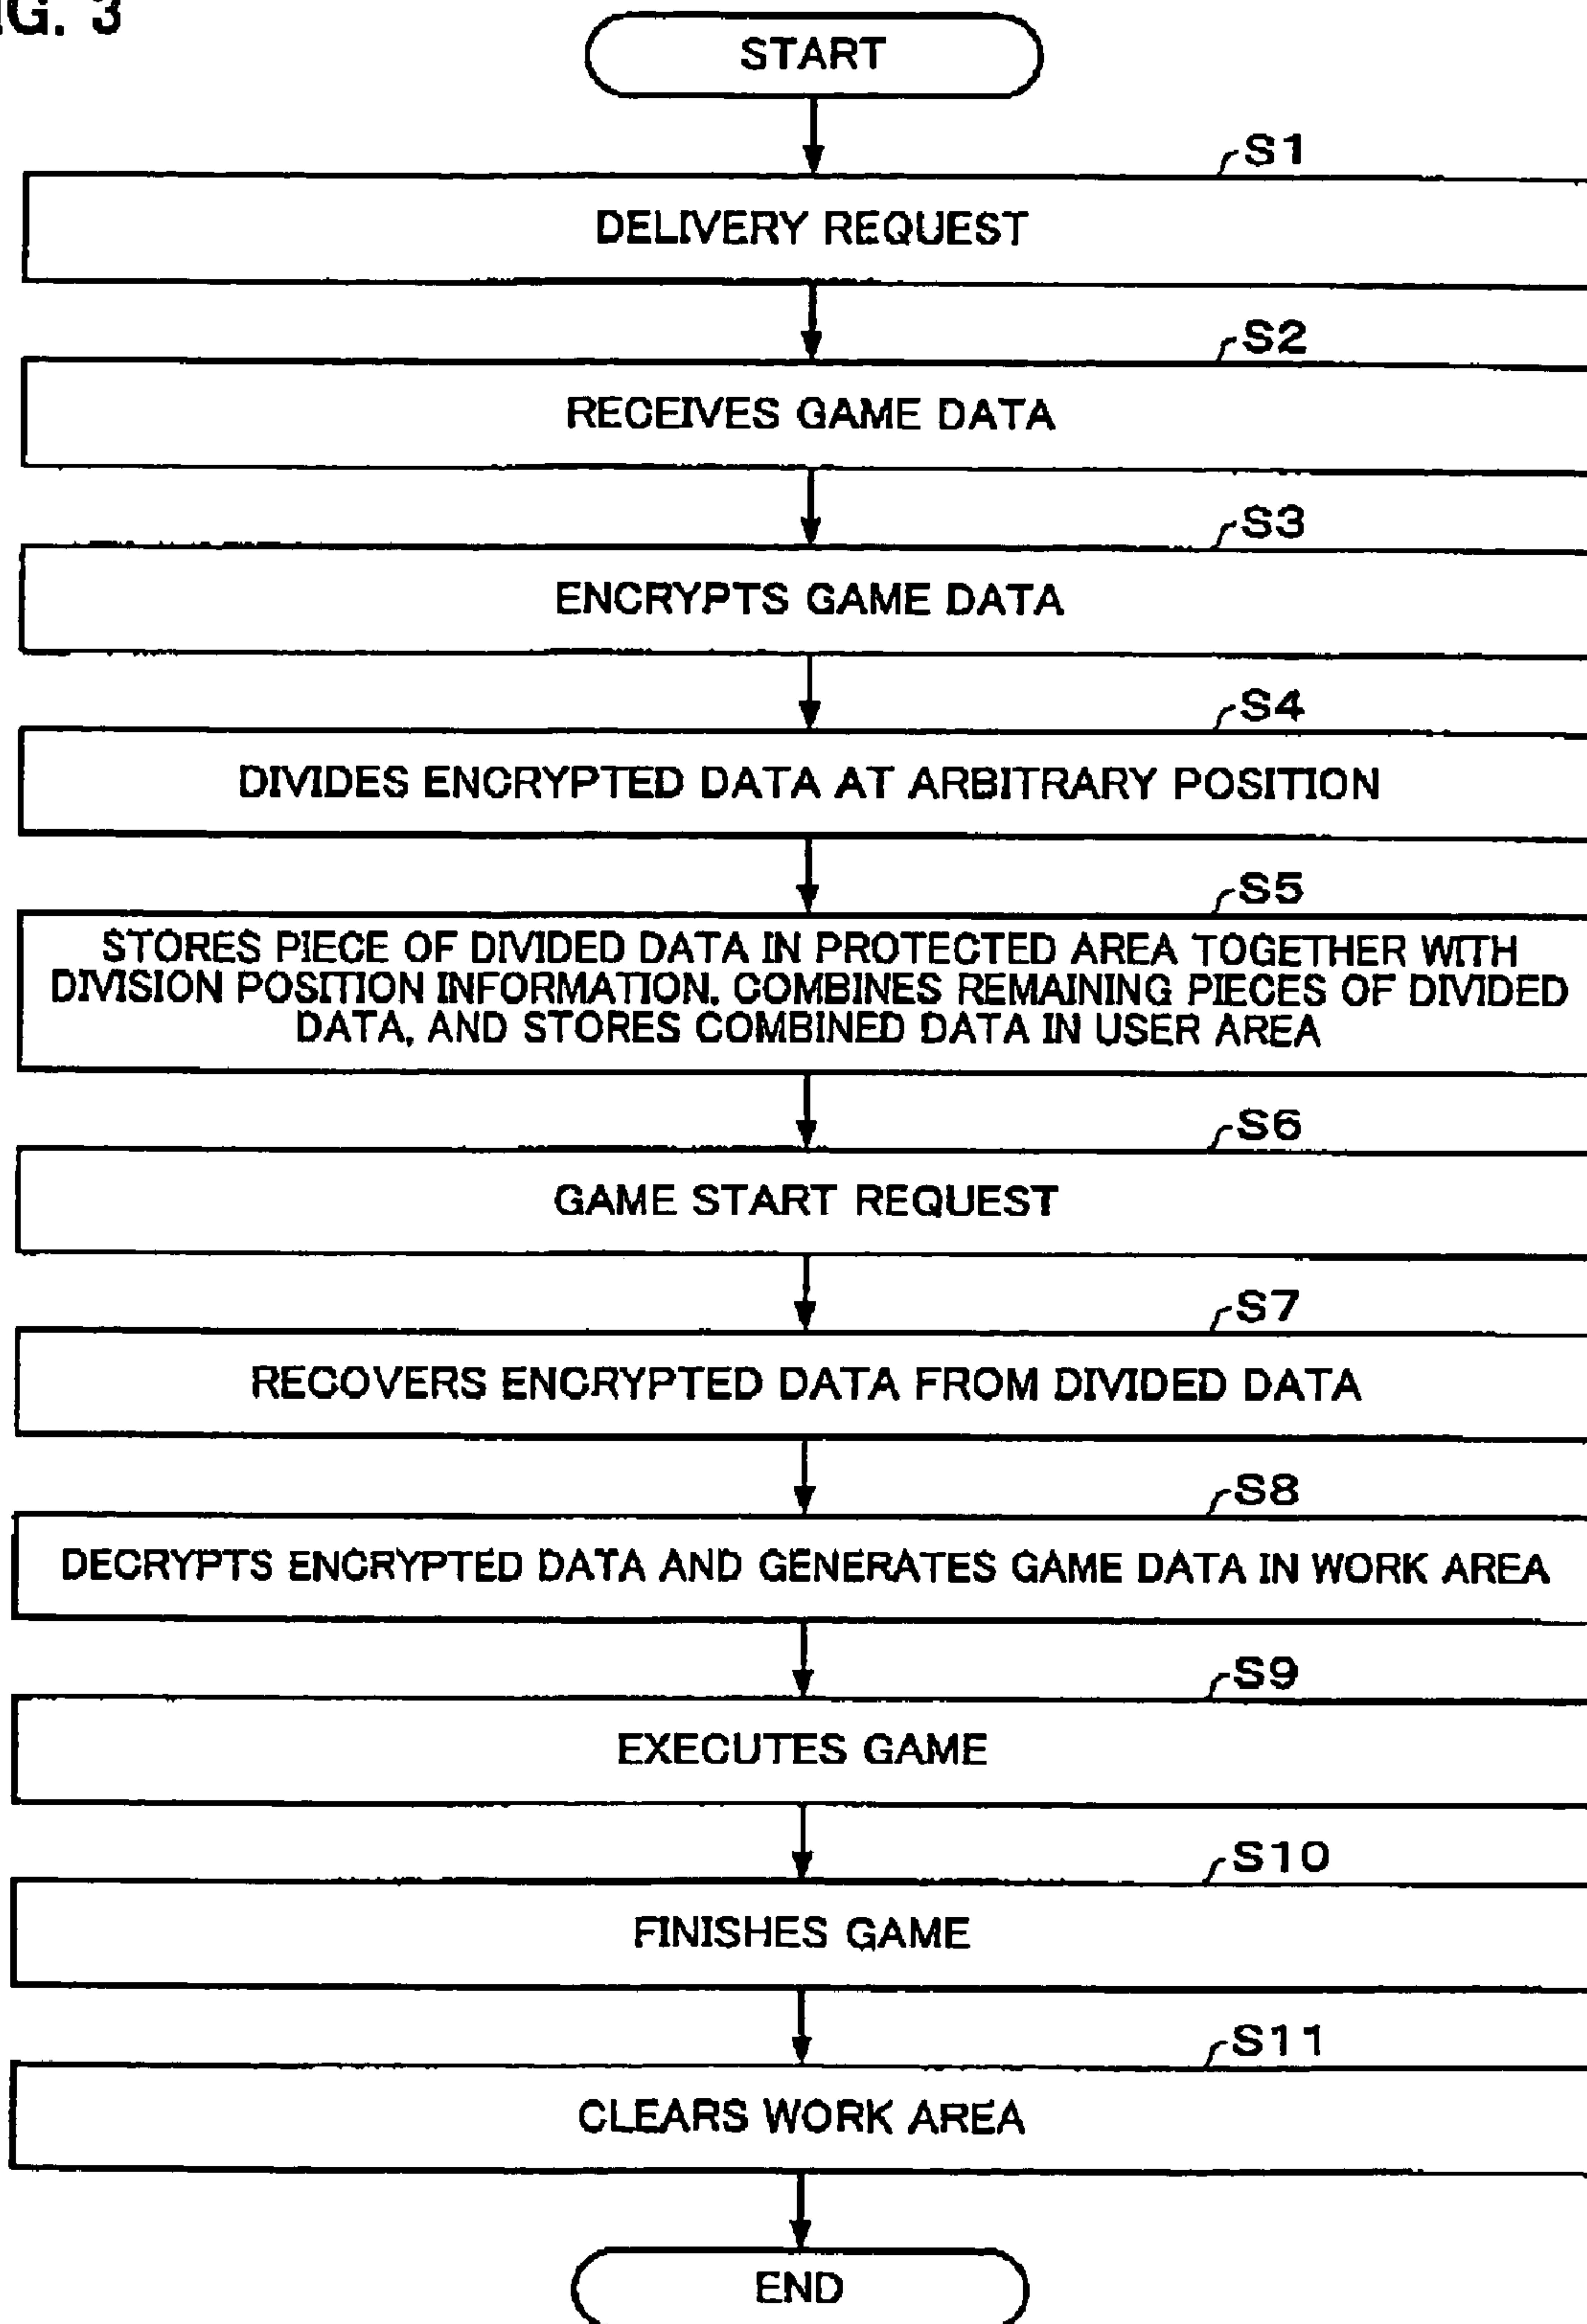 IG. 3
START
S1
DELIVERY REQUEST
S2
RECEIVES GAME DATA
S3
ENCRYPTS GAME DATA
S4
DIVIDES ENCRYPTED DATA AT ARBITRARY POSITION
S5
STORES PIECE OF DIVIDED DATA IN PROTECTED AREA TOGETHER WITH
DIVISION POSITION INFORMATION. COMBINES REMAINING PIECES OF DIVIDED
DATA, AND STORES COMBINED DATA IN USER AREA
S6
GAME START REQUEST
S7
RECOVERS ENCRYPTED DATA FROM DIVIDED DATA
S8
DECRYPTS ENCRYPTED DATA AND GENERATES GAME DATA IN WORK AREA
S9
EXECUTES GAME
S10
FINISHES GAME
S11
CLEARS WORK AREA
END